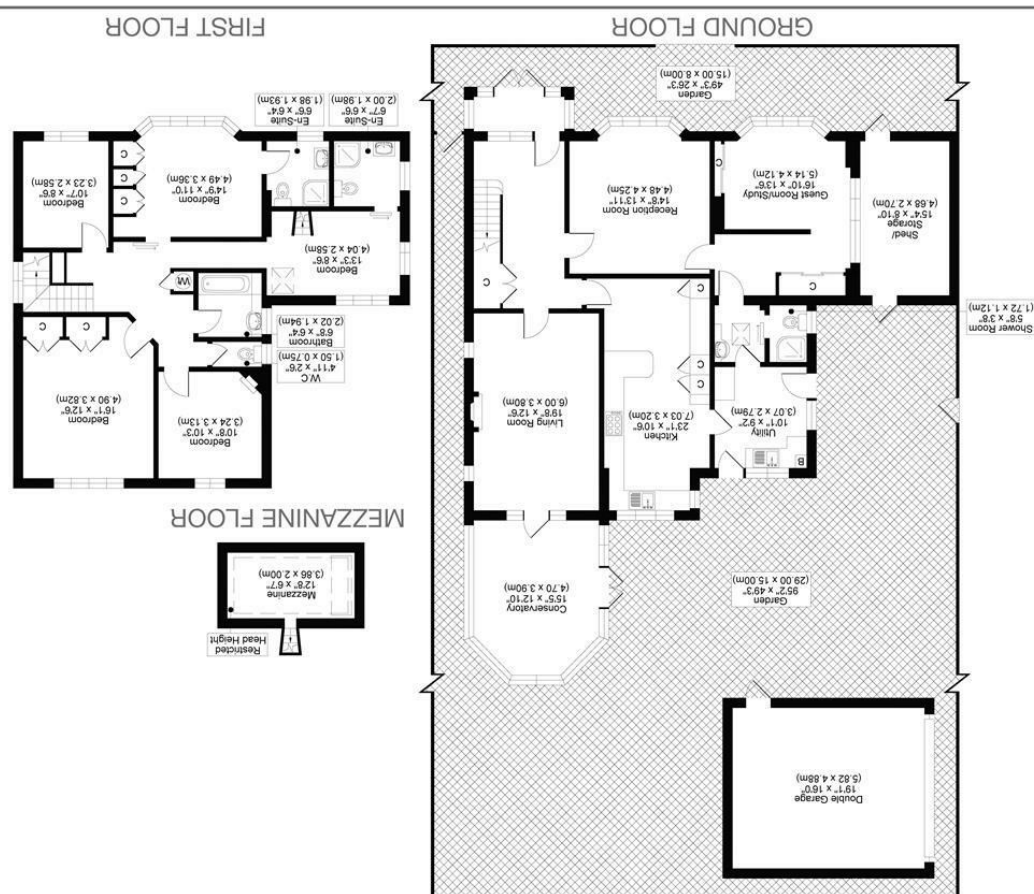 Double Garage
19'1" x 16'0"
(5.82 x 4.88m)
Conservatory
15'5" x 12'10"
(4.70 x 3.90m)
Garden
95'2" x 49'3"
(29.00 x 15.00m)
B
Utility
10'1" x 9'2"
(3.07 x 2.79m)
Kitchen
23'1" x 10'6"
(7.03 x 3.20m)
Living Room
19'8" x 12'6"
(6.00 x 3.80m)
C
C
Shower Room
5'8" x 3'8"
(1.72 x 1.12m)
C
C
C
Shed/
Storage
15'4" x 8'10"
(4.68 x 2.70m)
Guest Room/Study
16'10" x 13'6"
(5.14 x 4.12m)
C
Reception Room
14'8" x 13'11"
(4.48 x 4.25m)
Garden
49'3" x 26'3"
(15.00 x 8.00m)
GROUND FLOOR
Restricted
Head Height
Mezzanine
12'8" x 6'7"
(3.86 x 2.00m)
MEZZANINE FLOOR
Bedroom
10'8" x 10'3"
(3.24 x 3.13m)
Bedroom
16'1" x 12'6"
(4.90 x 3.82m)
W.C
4'11" x 2'6"
(1.50 x 0.75m)
Bathroom
6'8" x 6'4"
(2.02 x 1.94m)
C
C
Wt
Bedroom
13'3" x 8'6"
(4.04 x 2.58m)
Bedroom
14'9" x 11'0"
(4.49 x 3.36m)
C
C
C
Bedroom
10'7" x 8'6"
(3.23 x 2.58m)
En-Suite
6'7" x 6'6"
(2.00 x 1.98m)
En-Suite
6'6" x 6'4"
(1.98 x 1.93m)
FIRST FLOOR